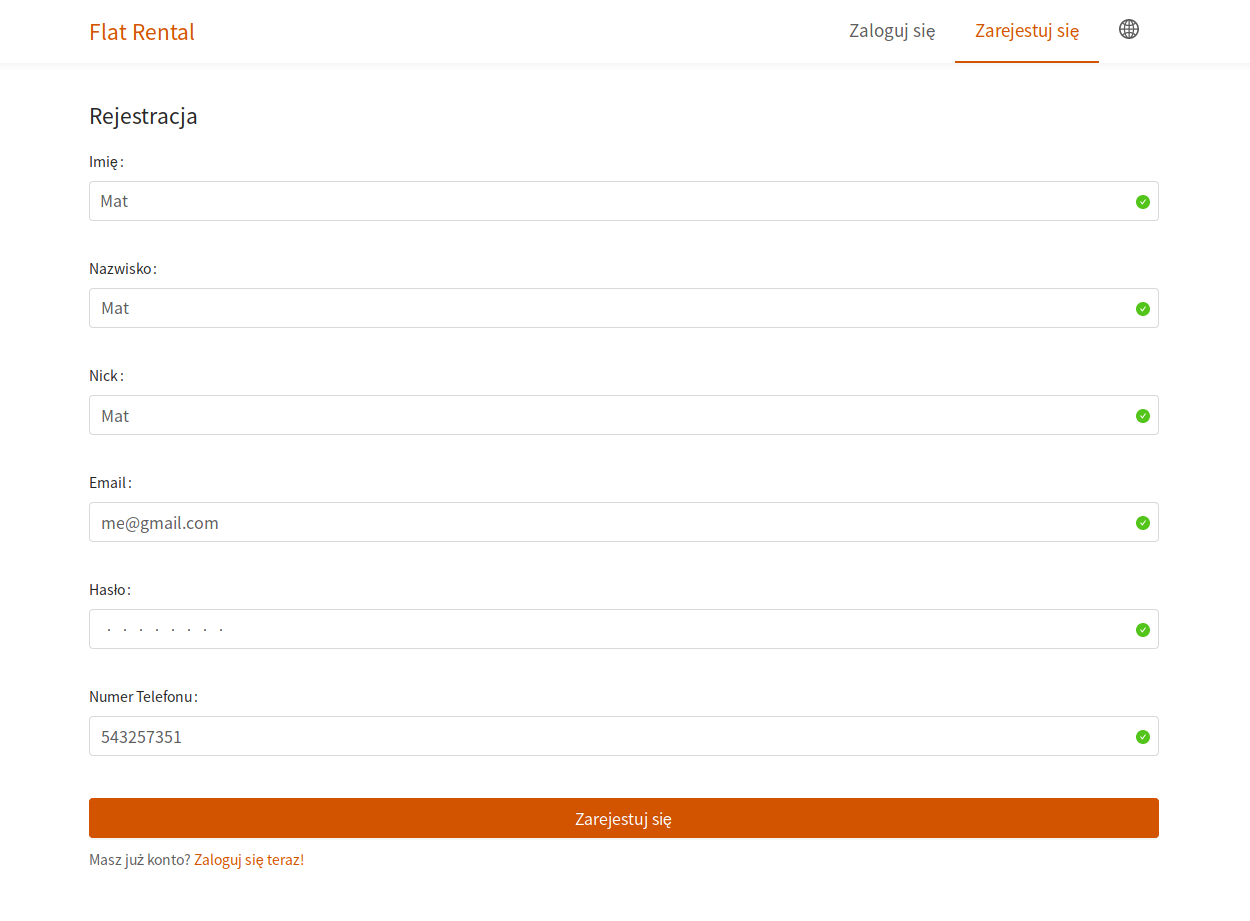 Flat Rental
Zaloguj się
Zarejestuj się
Rejestracja
Imię:
Mat
Nazwisko:
Mat
Nick:
Mat
Email:
me@gmail.com
Hasło:
Numer Telefonu:
543257351
Zarejestuj się
Masz już konto? Zaloguj się teraz!